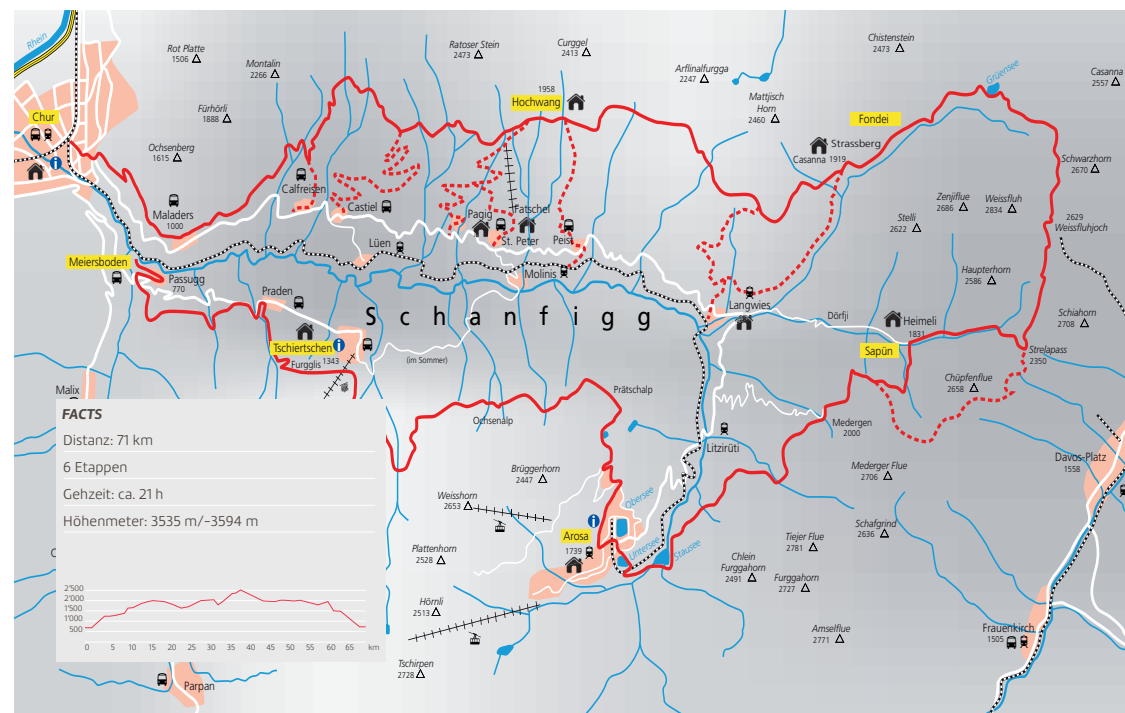 Rhein
Rot Platte
1506
Montalin
2266
Ratoser Stein
2473
Curggel
2413
Chistenstein
2473
Arflinalfurgga
2247
Grüensee
Casanna
2557
Fürhörli
1888
1958
Hochwang
Mattjisch
Horn
2460
Chur
Fondei
i
Ochsenberg
1615
Strassberg
Casanna 1919
Schwarzhorn
2670
Calfreisen
Maladers
1000
Castiel
Pagig
Fatschel
St. Peter
Peist
Zenjiflue
2686
Weissfluh
2834
Stelli
2622
2629
Weissfluhjoch
Lüen
Meiersboden
Molinis
Passugg
770
Praden
Haupterhorn
2586
Langwies
Dörfji
Heimeli
1831
Schiahorn
2708
Schanfigg
Tschiertschen
i
1343
Furgglis
(im Sommer)
Sapün
Strelapass
2350
Malix
Prätschalp
Chüpfenflue
2658
FACTS
Distanz: 71 km
6 Etappen
Gehzeit: ca. 21 h
Höhenmeter: 3535 m/–3594 m
2'500
2'000
1'500
500
0 5 10 15 20 25 30 35 40 45 50 55 60 65 km
Ochsenalp
Medergen
2000
Litzirüti
Davos-Platz
1558
Brüggerhorn
2447
Mederger Flue
2706
Weisshorn
2653
Obersee
i
Arosa
1739
Untersee
Stausee
Schafgrind
2636
Tiejer Flue
2781
Plattenhorn
2528
Chlein
Furggahorn
2491
Furggahorn
2727
Hörnli
2513
Amselflue
2771
Frauenkirch
1505
Tschirpen
2728
Parpan